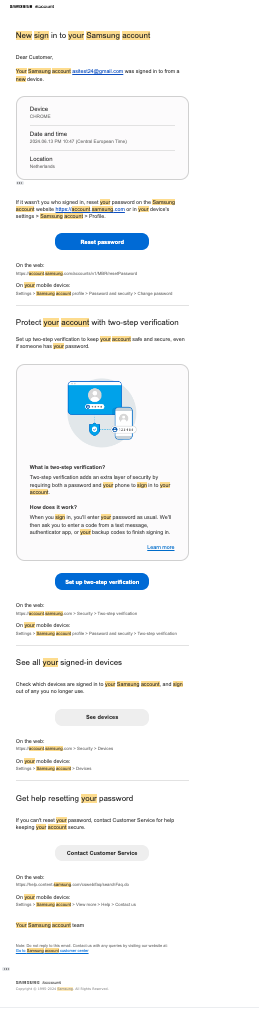 SAMSUNG Account
New sign in to your Samsung account
Dear Customer,
Your Samsung account asitest24@gmail.com was signed in to from a
new device.
Device
CHROME
Date and time
2024.06.13 PM 10:47 (Central European Time)
Location
Netherlands
If it wasn't you who signed in, reset your password on the Samsung
account website https://account.samsung.com or in your device's
settings > Samsung account > Profile.
Reset password
On the web:
https://account.samsung.com/accounts/v1/MBR/resetPassword
On your mobile device:
Settings > Samsung account profile > Password and security > Change password
Protect your account with two-step verification
Set up two-step verification to keep your account safe and secure, even
if someone has your password.
What is two-step verification?
Two-step verification adds an extra layer of security by
requiring both a password and your phone to sign in to your
account.
How does it work?
When you sign in, you'll enter your password as usual. We'll
then ask you to enter a code from a text message,
authenticator app, or your backup codes to finish signing in.
Learn more
Set up two-step verification
On the web:
https://account.samsung.com > Security > Two-step verification
On your mobile device:
Settings > Samsung account profile > Password and security > Two-step verification
See all your signed-in devices
Check which devices are signed in to your Samsung account, and sign
out of any you no longer use.
See devices
On the web:
https://account.samsung.com > Security > Devices
On your mobile device:
Settings > Samsung account > Devices
Get help resetting your password
If you can't reset your password, contact Customer Service for help
keeping your account secure.
Contact Customer Service
On the web:
On your mobile device:
Settings > Samsung account > View more > Help > Contact us
Your Samsung account team
Note: Do not reply to this email. Contact us with any queries by visiting our website at:
Go to Samsung account customer center
SAMSUNG Account
Samsung. All Rights Reserved.